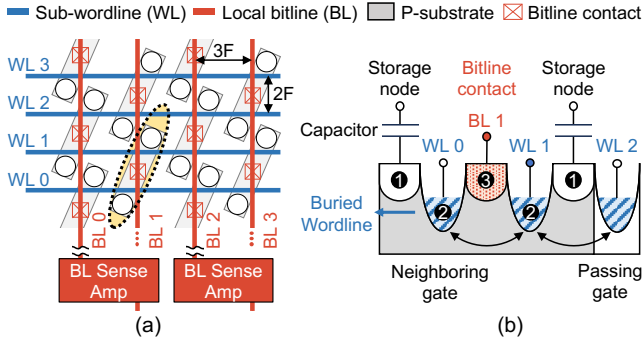 Sub-wordline (WL) Local bitline (BL) P-substrate Bitline contact
3F
WL 3
2F
WL 2
WL 1
WL 0
BL 0
BL 1
BL 2
BL 3
BL Sense
Amp
BL Sense
Amp
(a)
Storage
node
Bitline
contact
Storage
node
BL 1
Capacitor
WL 0
WL 1
WL 2
1
3
1
2
2
Buried
Wordline
Neighboring
gate
Passing
gate
(b)